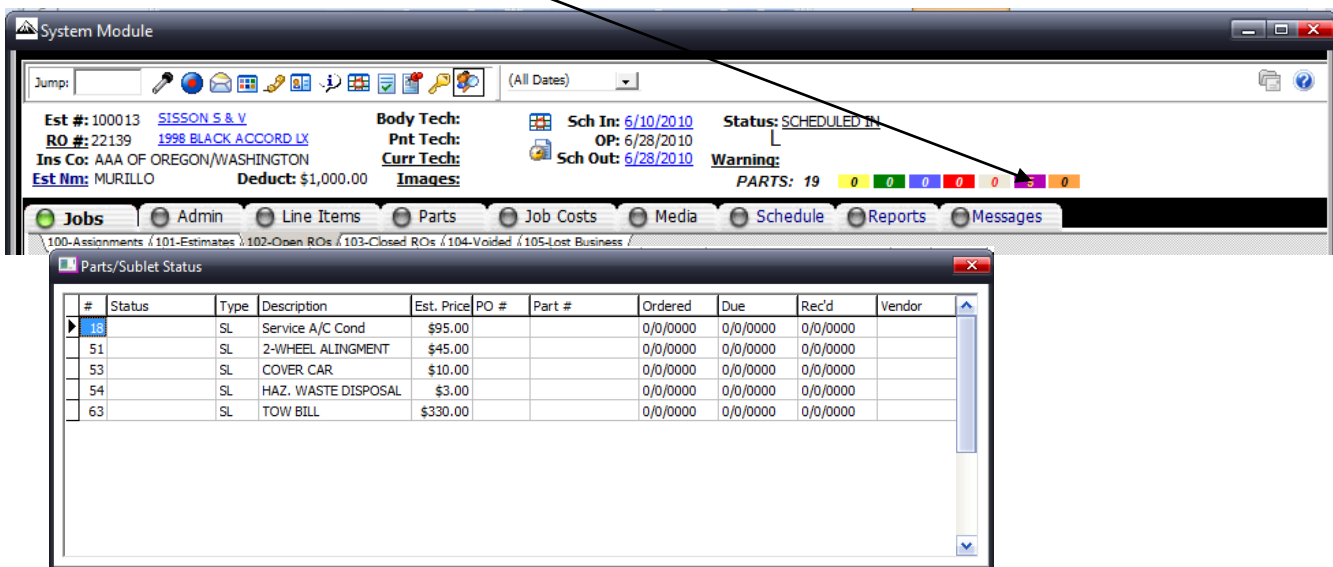 System Module
Jump:
(All Dates)
Est #: 100013 SISSON S & V Body Tech: Sch In: 6/10/2010 Status: SCHEDULED IN
RO #: 22139 1998 BLACK ACCORD LX Pnt Tech: OP: 6/28/2010 L
Ins Co: AAA OF OREGON/WASHINGTON Curr Tech: Sch Out: 6/28/2010 Warning:
Est Nm: MURILLO Deduct: $1,000.00 Images: PARTS: 19 0 0 0 0 0 5 0
Jobs Admin Line Items Parts Job Costs Media Schedule Reports Messages
100-Assignments 101-Estimates 102-Open ROs 103-Closed ROs 104-Voided 105-Lost Business
Parts/Sublet Status
# Status Type Description Est. Price PO # Part # Ordered Due Rec'd Vendor
18 SL Service A/C Cond $95.00 0/0/0000 0/0/0000 0/0/0000
51 SL 2-WHEEL ALINGMENT $45.00 0/0/0000 0/0/0000 0/0/0000
53 SL COVER CAR $10.00 0/0/0000 0/0/0000 0/0/0000
54 SL HAZ. WASTE DISPOSAL $3.00 0/0/0000 0/0/0000 0/0/0000
63 SL TOW BILL $330.00 0/0/0000 0/0/0000 0/0/0000